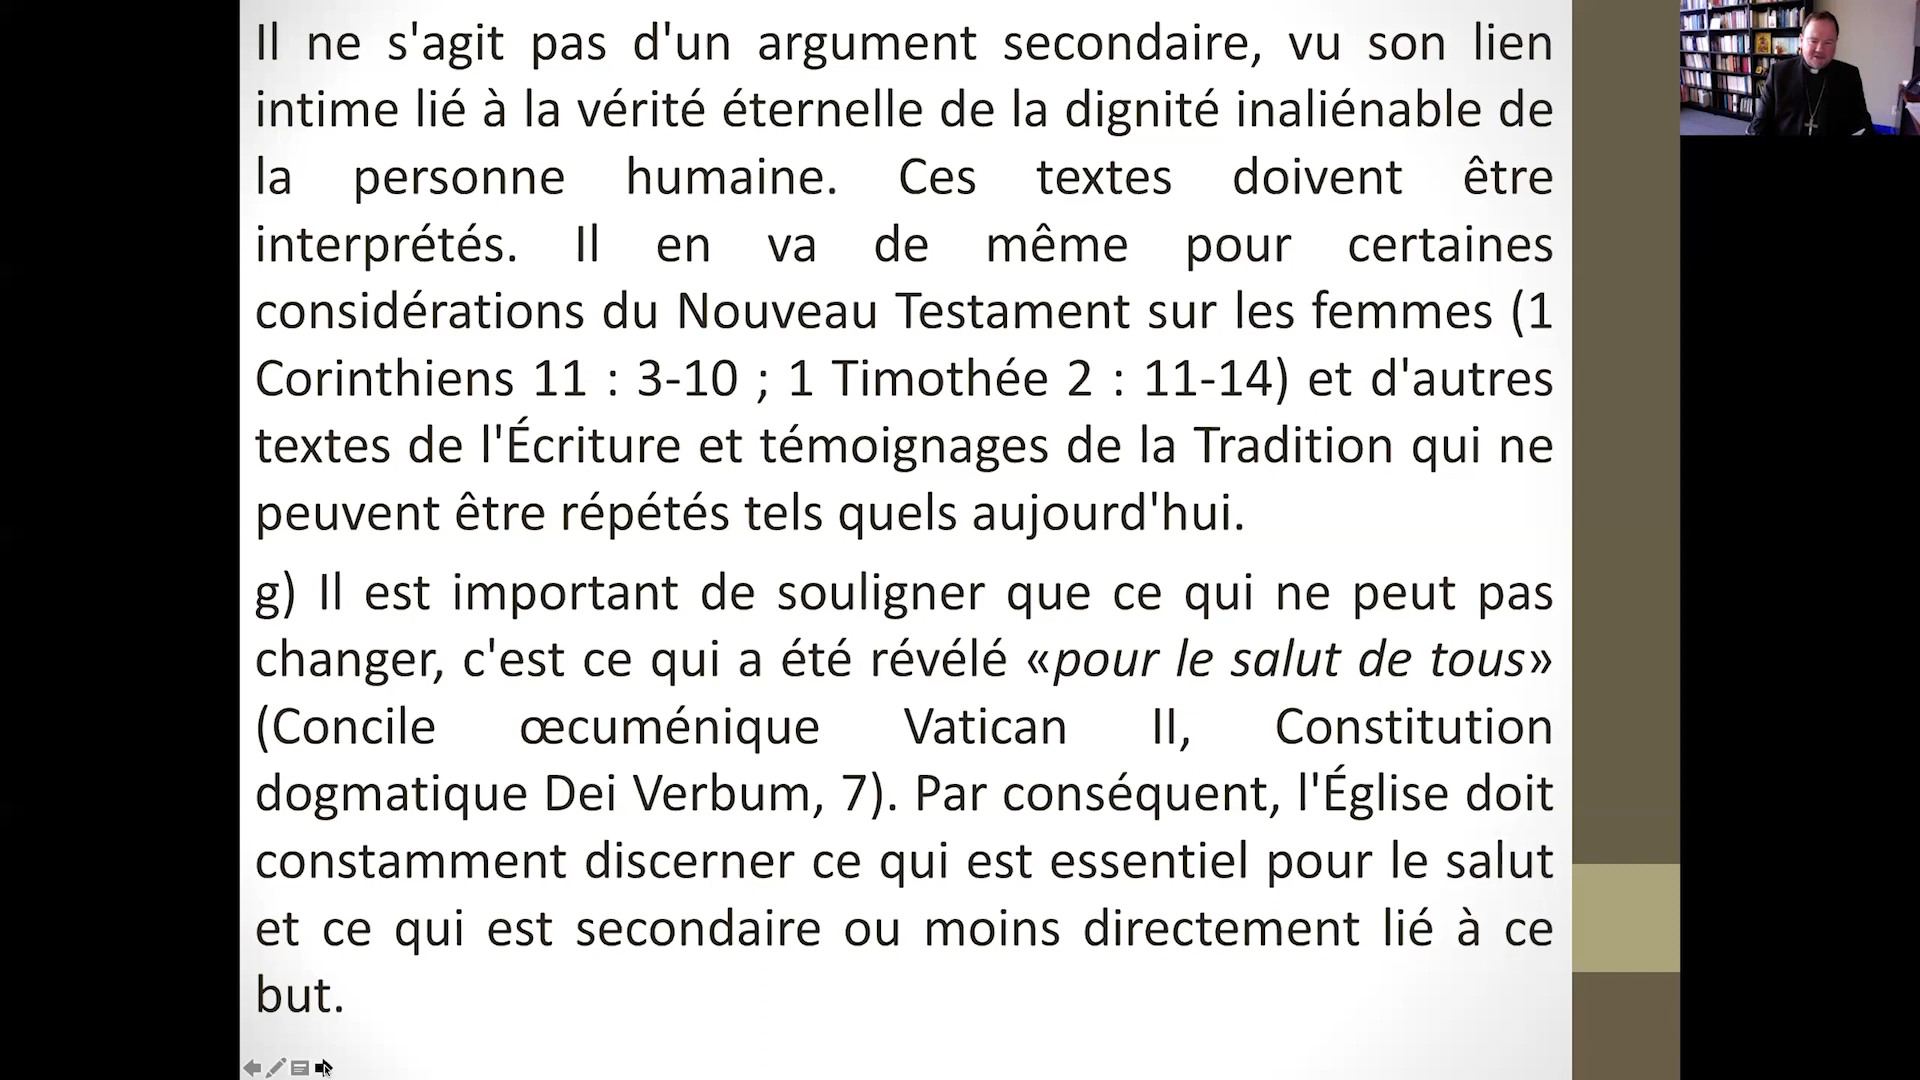 Il ne s'agit pas d'un argument secondaire, vu son lien
intime lié à la vérité éternelle de la dignité inaliénable de
la personne humaine. Ces textes doivent être
interprétés. Il en va de même pour certaines
considérations du Nouveau Testament sur les femmes (1
Corinthiens 11 : 3-10 ; 1 Timothée 2 : 11-14) et d'autres
textes de l'Écriture et témoignages de la Tradition qui ne
peuvent être répétés tels quels aujourd'hui.
g) Il est important de souligner que ce qui ne peut pas
changer, c'est ce qui a été révélé «pour le salut de tous»
(Concile œcuménique Vatican II, Constitution
dogmatique Dei Verbum, 7). Par conséquent, l'Église doit
constamment discerner ce qui est essentiel pour le salut
et ce qui est secondaire ou moins directement lié à ce
but.